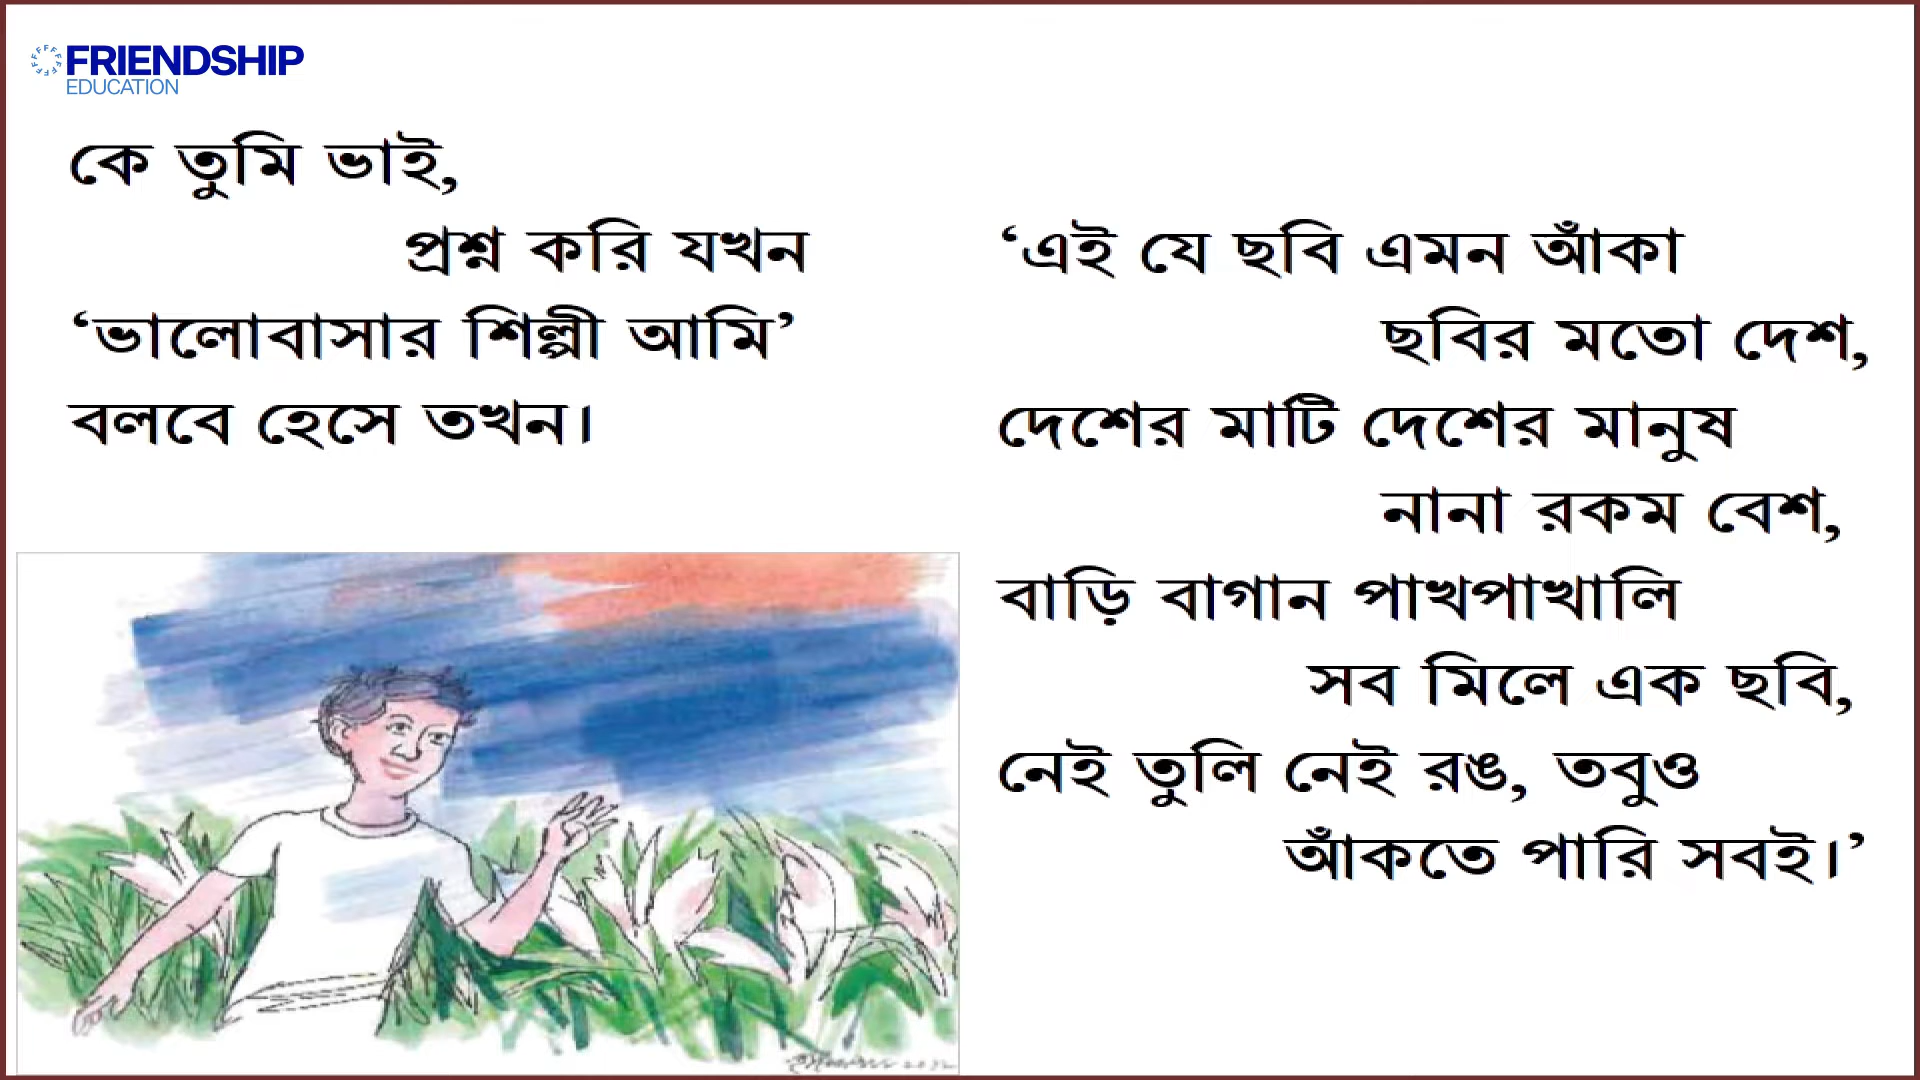 FRIENDSHIP
EDUCATION
কে তুমি ভাই,
প্রশ্ন করি যখন
‘ভালোবাসার শিল্পী আমি’
বলবে হেসে তখন।
‘এই যে ছবি এমন আঁকা
ছবির মতো দেশ,
দেশের মাটি দেশের মানুষ
নানা রকম বেশ,
বাড়ি বাগান পাখপাখালি
সব মিলে এক ছবি,
নেই তুলি নেই রঙ, তবুও
আঁকতে পারি সবই।’